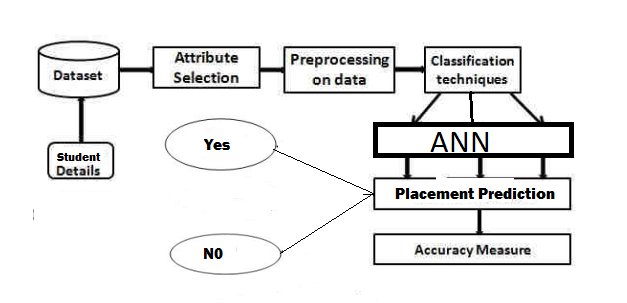 Dataset
Attribute
Selection
Preprocessing
on data
Classification
techniques
Student
Details
Yes
ANN
Placement Prediction
N0
Accuracy Measure